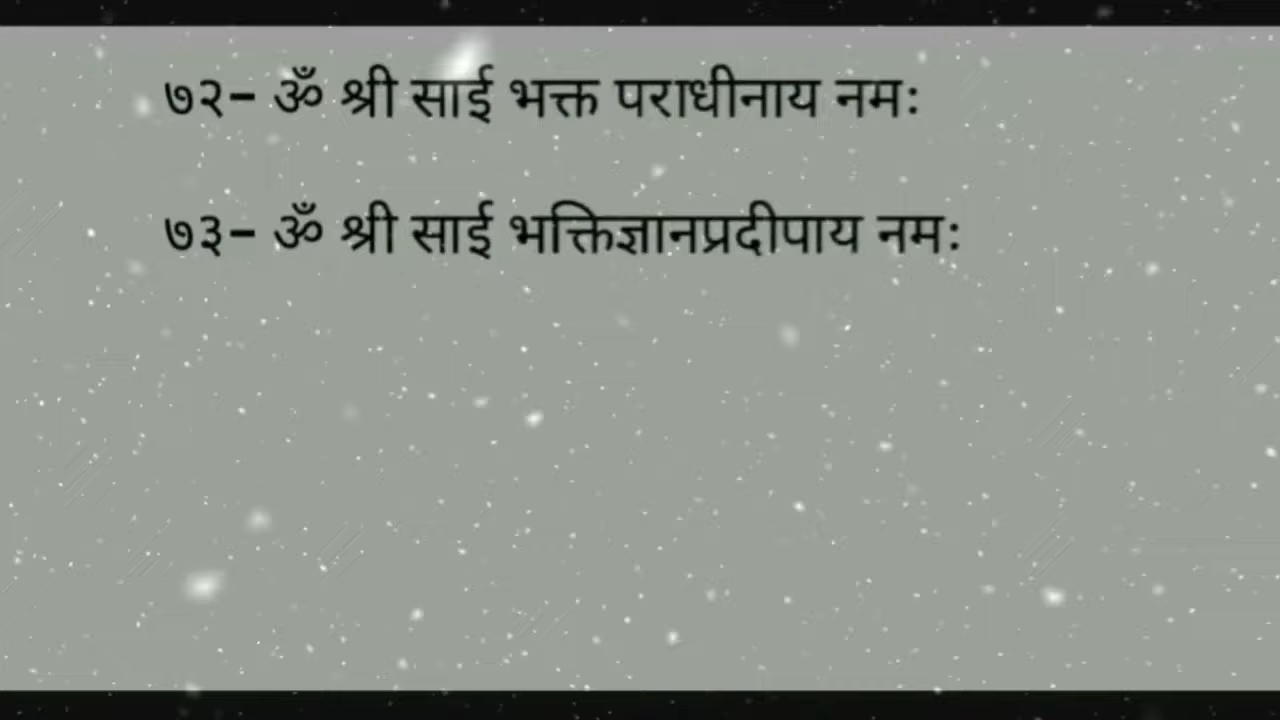 ७२- ॐ श्री साई भक्त पराधीनाय नमः
७३- ॐ श्री साई भक्तिज्ञानप्रदीपाय नमः